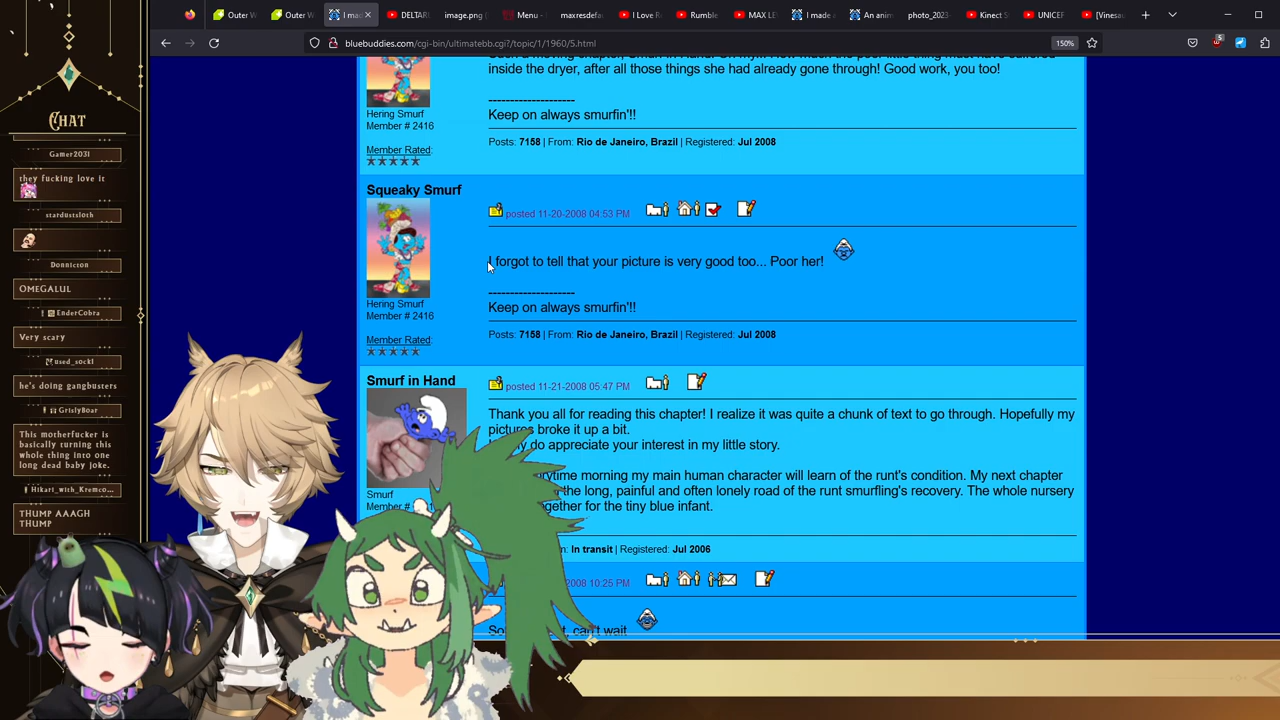 Outer W
Outer W
I mad
DELTAR
image.png (
Menu -
maxresdefau
I Love R
Rumble
MAX LE
I made a
An anim
photo_2023-
Kinect S
UNICEF
[Vinesau
bluebuddies.com/cgi-bin/ultimatebb.cgi?/topic/1/1960/5.html
150%
5
Chat
Gamer2031
they fucking love it
stardustsl0th
Donnicton
OMEGALUL
EnderCobra
Very scary
used_sock1
he's doing gangbusters
GrislyBoar
This motherfucker is
basically turning this
whole thing into one
long dead baby joke.
Hikari_with_Kremco...
THUMP AAAGH
THUMP
inside the dryer, after all those things she had already gone through! Good work, you too!
--------------------
Keep on always smurfin'!!
Hering Smurf
Member # 2416
Member Rated:
Posts: 7158 | From: Rio de Janeiro, Brazil | Registered: Jul 2008
Squeaky Smurf
posted 11-20-2008 04:53 PM
I forgot to tell that your picture is very good too... Poor her!
--------------------
Keep on always smurfin'!!
Hering Smurf
Member # 2416
Member Rated:
Posts: 7158 | From: Rio de Janeiro, Brazil | Registered: Jul 2008
Smurf in Hand
posted 11-21-2008 05:47 PM
Thank you all for reading this chapter! I realize it was quite a chunk of text to go through. Hopefully my
pictures broke it up a bit.
do appreciate your interest in my little story.
morning my main human character will learn of the runt's condition. My next chapter
the long, painful and often lonely road of the runt smurfling's recovery. The whole nursery
together for the tiny blue infant.
Smurf
Member #
In transit | Registered: Jul 2006
2008 10:25 PM
can't wait